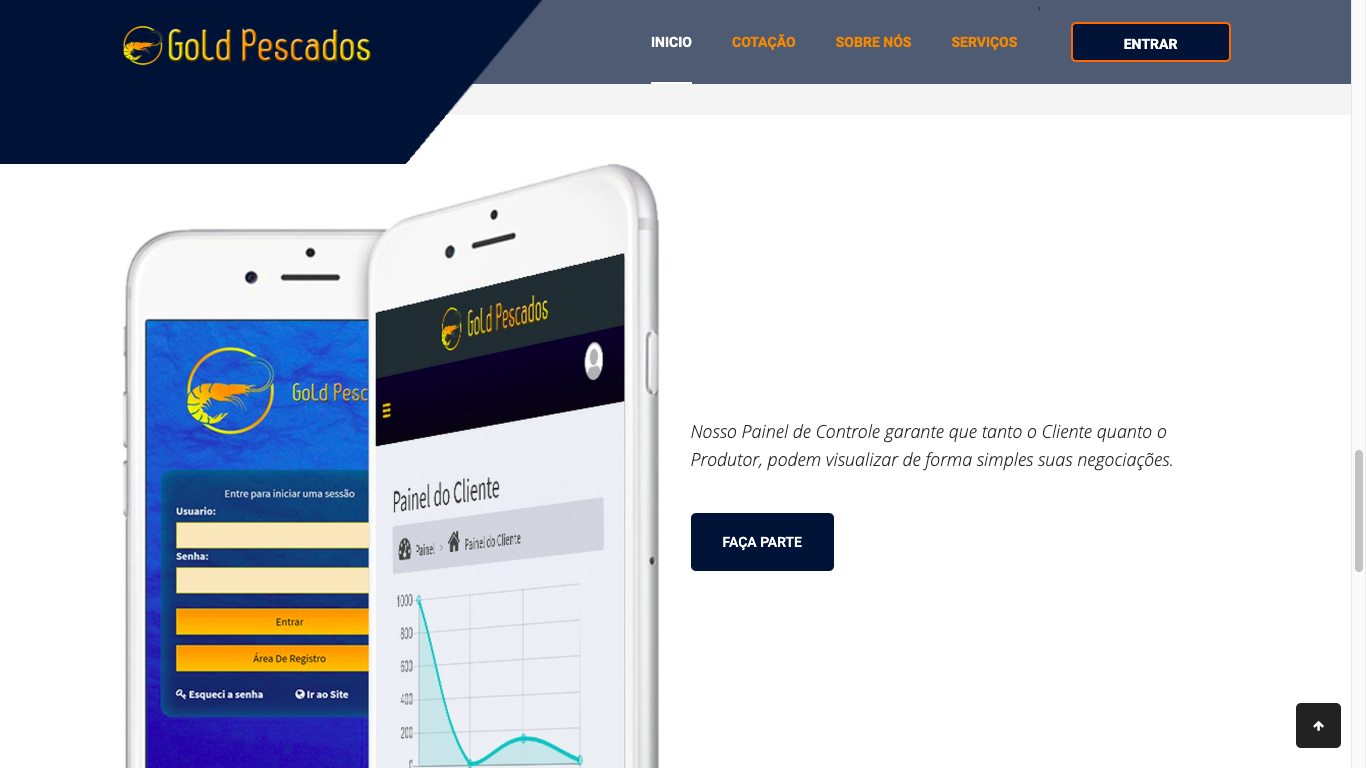 GoLd Pescados
INICIO
COTAÇÃO
SOBRE NÓS
SERVIÇOS
ENTRAR
GoLd Pesc
Entre para iniciar uma sessão
Usuario:
Senha:
Entrar
Área De Registro
Esqueci a senha
Ir ao Site
GoLd Pescados
Painel do Cliente
Painel > Painel do Cliente
1000
800
600
400
200
0
Nosso Painel de Controle garante que tanto o Cliente quanto o
Produtor, podem visualizar de forma simples suas negociações.
FAÇA PARTE